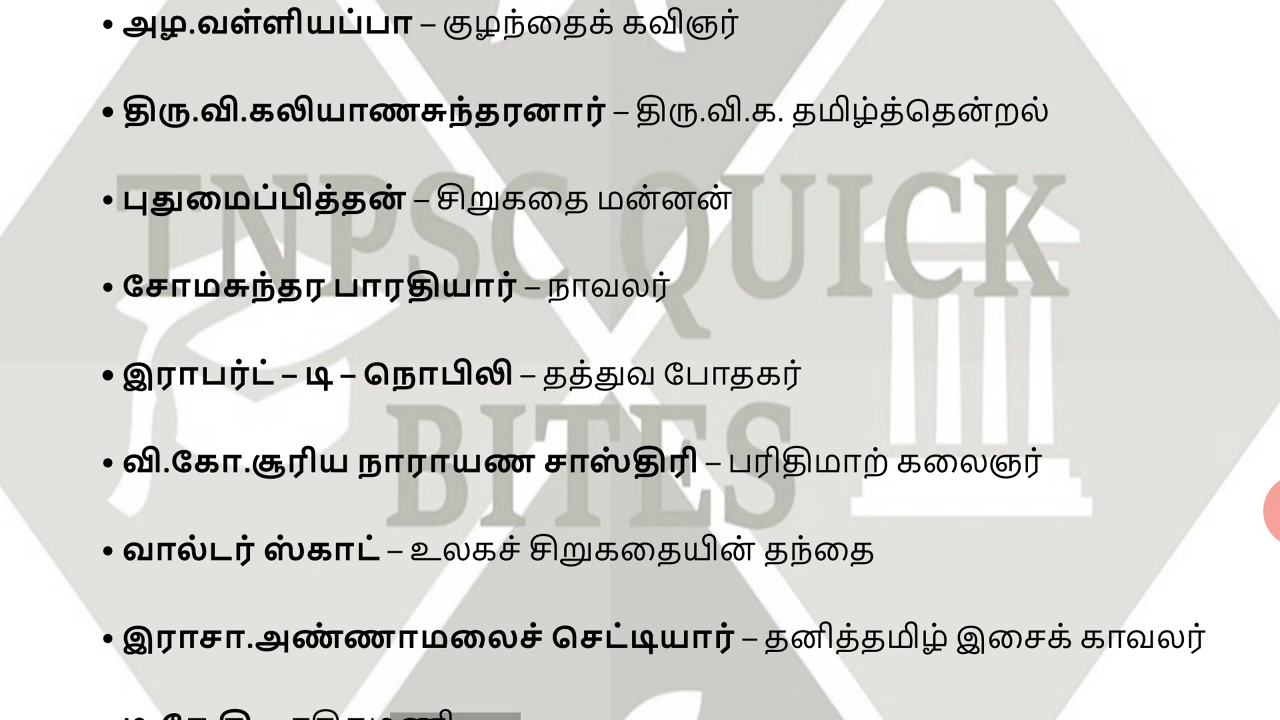 • அழ.வள்ளியப்பா – குழந்தைக் கவிஞர்
• திரு.வி.கலியாணசுந்தரனார் – திரு.வி.க. தமிழ்த்தென்றல்
• புதுமைப்பித்தன் – சிறுகதை மன்னன்
• சோமசுந்தர பாரதியார் – நாவலர்
• இராபர்ட் – டி – நொபிலி – தத்துவ போதகர்
• வி.கோ.சூரிய நாராயண சாஸ்திரி – பரிதிமாற் கலைஞர்
• வால்டர் ஸ்காட் – உலகச் சிறுகதையின் தந்தை
• இராசா.அண்ணாமலைச் செட்டியார் – தனித்தமிழ் இசைக் காவலர்
TNPSC QUICK
BITES